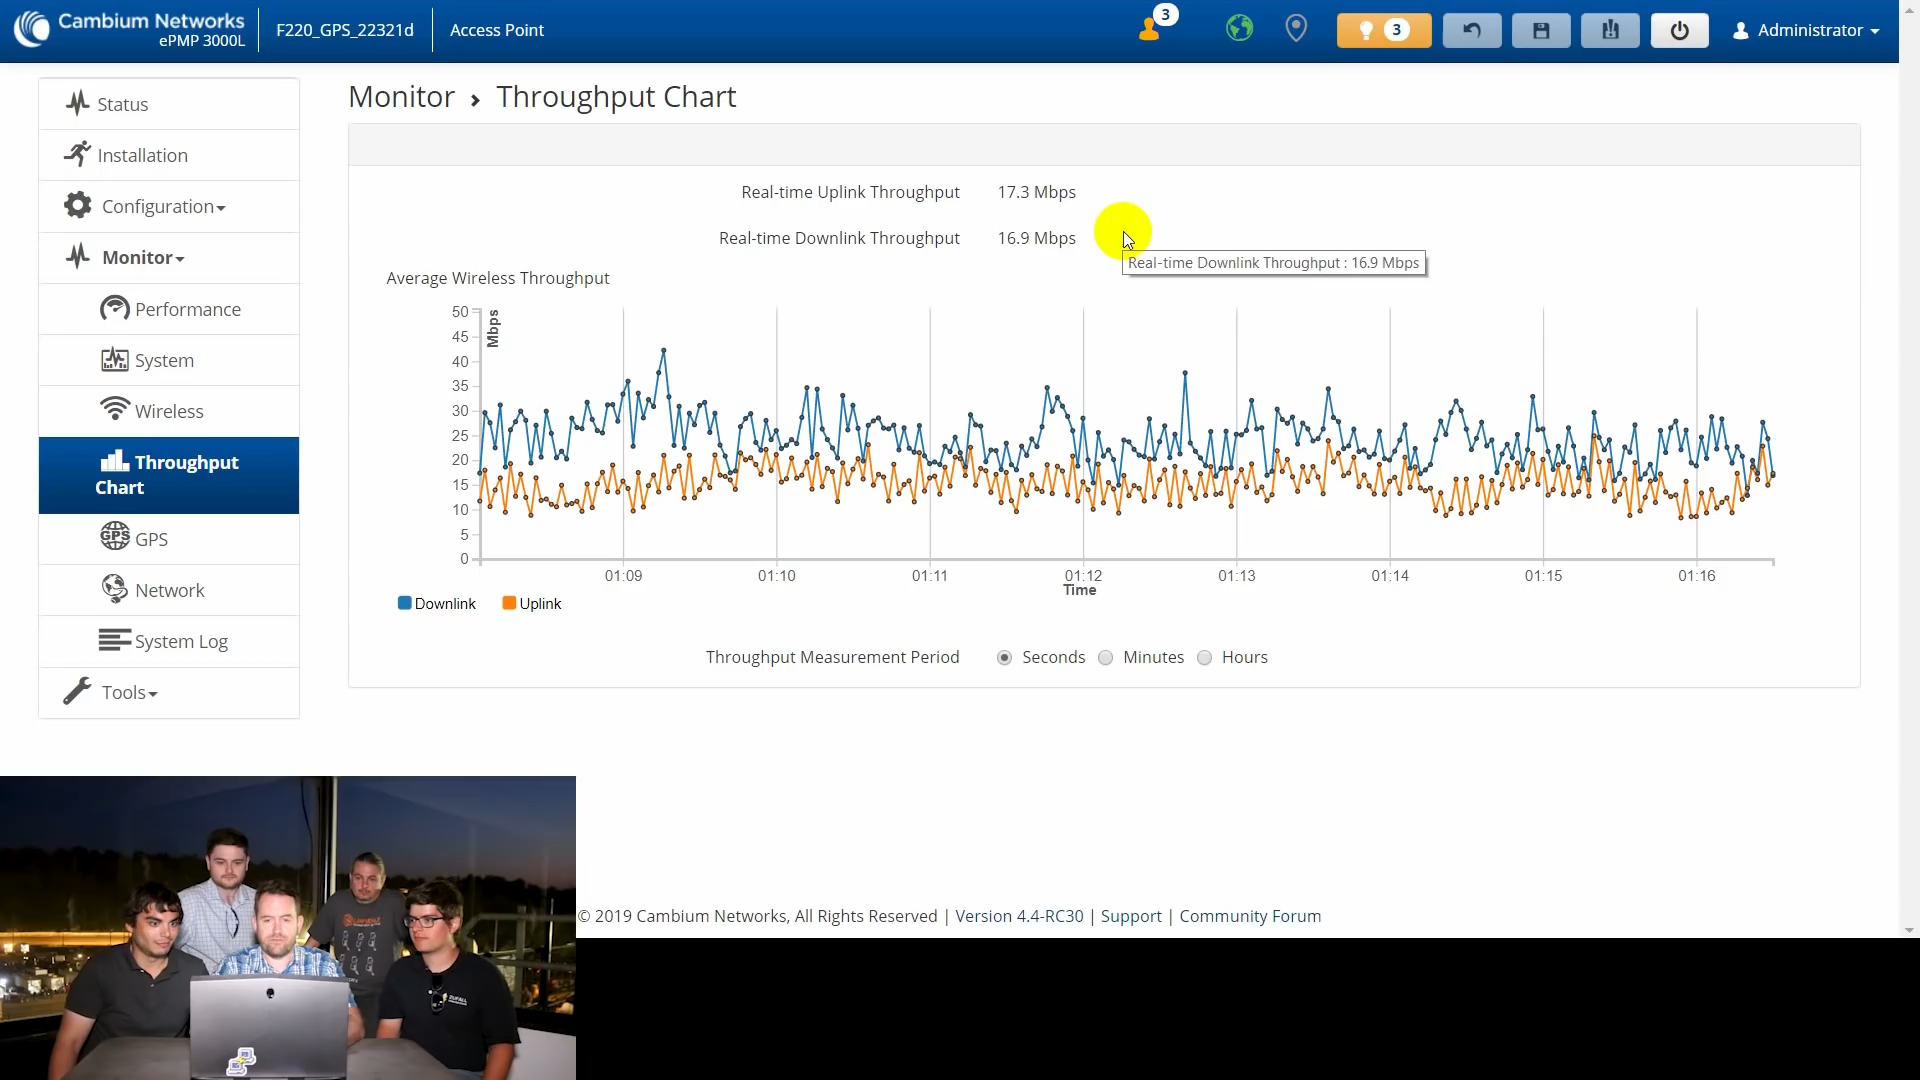 Cambium Networks
ePMP 3000L
F220_GPS_22321d
Access Point
3
3
Administrator
Status
Installation
Configuration
Monitor
Performance
System
Wireless
Throughput
Chart
GPS
GPS
Network
System Log
Tools
Monitor › Throughput Chart
Real-time Uplink Throughput 17.3 Mbps
Real-time Downlink Throughput 16.9 Mbps
Real-time Downlink Throughput : 16.9 Mbps
Average Wireless Throughput
Mbps
50
45
40
35
30
25
20
15
10
5
0
01:09 01:10 01:11 01:12 01:13 01:14 01:15 01:16
Time
Downlink Uplink
Throughput Measurement Period Seconds Minutes Hours
© 2019 Cambium Networks, All Rights Reserved | Version 4.4-RC30 | Support | Community Forum